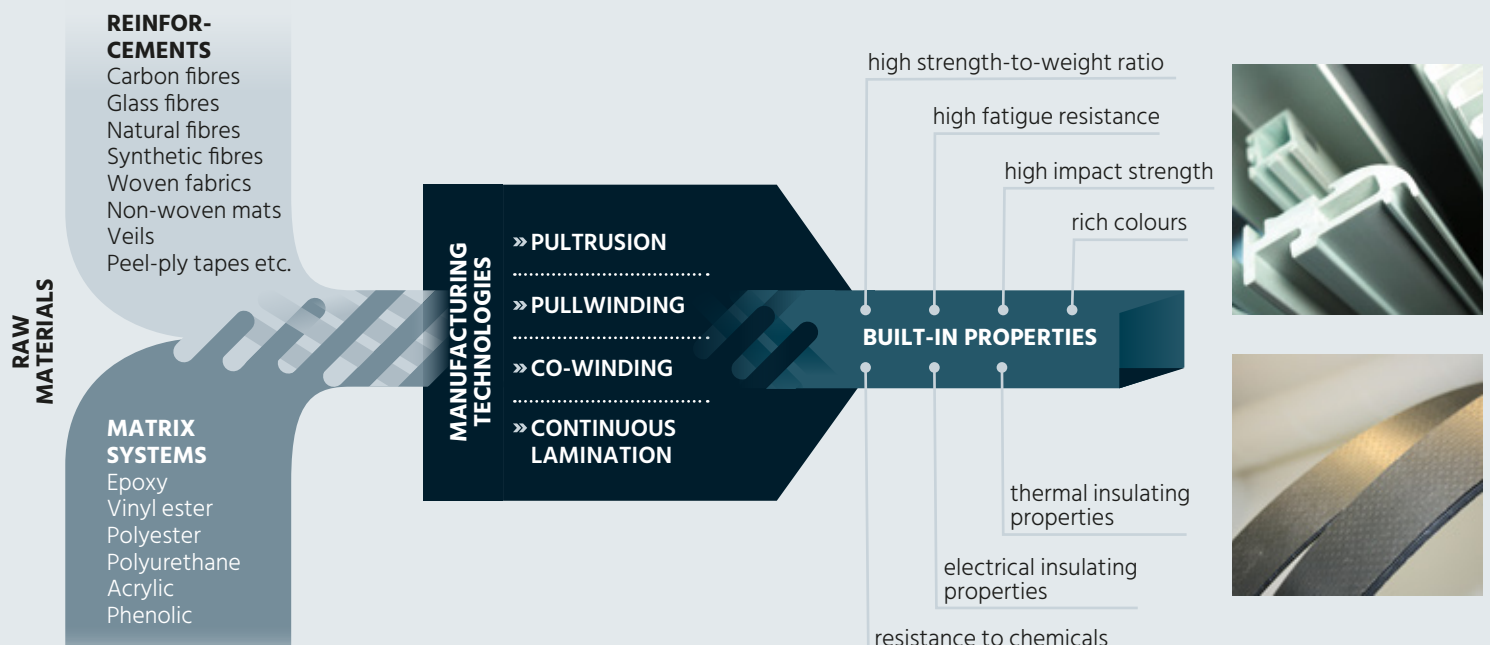 RAW
MATERIALS
REINFOR-
CEMENTS
Carbon fibres
Glass fibres
Natural fibres
Synthetic fibres
Woven fabrics
Non-woven mats
Veils
Peel-ply tapes etc.
MATRIX
SYSTEMS
Epoxy
Vinyl ester
Polyester
Polyurethane
Acrylic
Phenolic
MANUFACTURING
TECHNOLOGIES
» PULTRUSION
» PULLWINDING
» CO-WINDING
» CONTINUOUS
LAMINATION
high strength-to-weight ratio
high fatigue resistance
high impact strength
rich colours
BUILT-IN PROPERTIES
thermal insulating
properties
electrical insulating
properties
resistance to chemicals